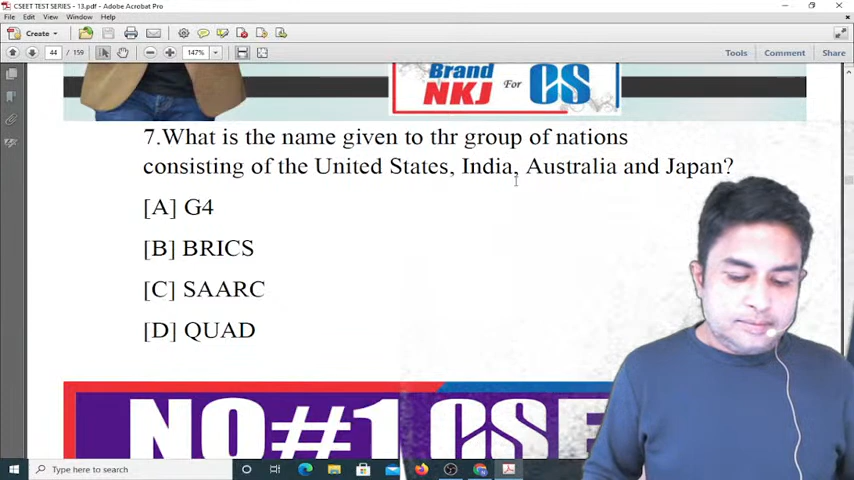 CSEET TEST SERIES - 13.pdf - Adobe Acrobat Pro
File Edit View Window Help
Create
44 / 159
147%
Tools Comment Share
Brand
NKJ For CS
7.What is the name given to thr group of nations
consisting of the United States, India, Australia and Japan?
[A] G4
[B] BRICS
[C] SAARC
[D] QUAD
NO#1 CSE
Type here to search